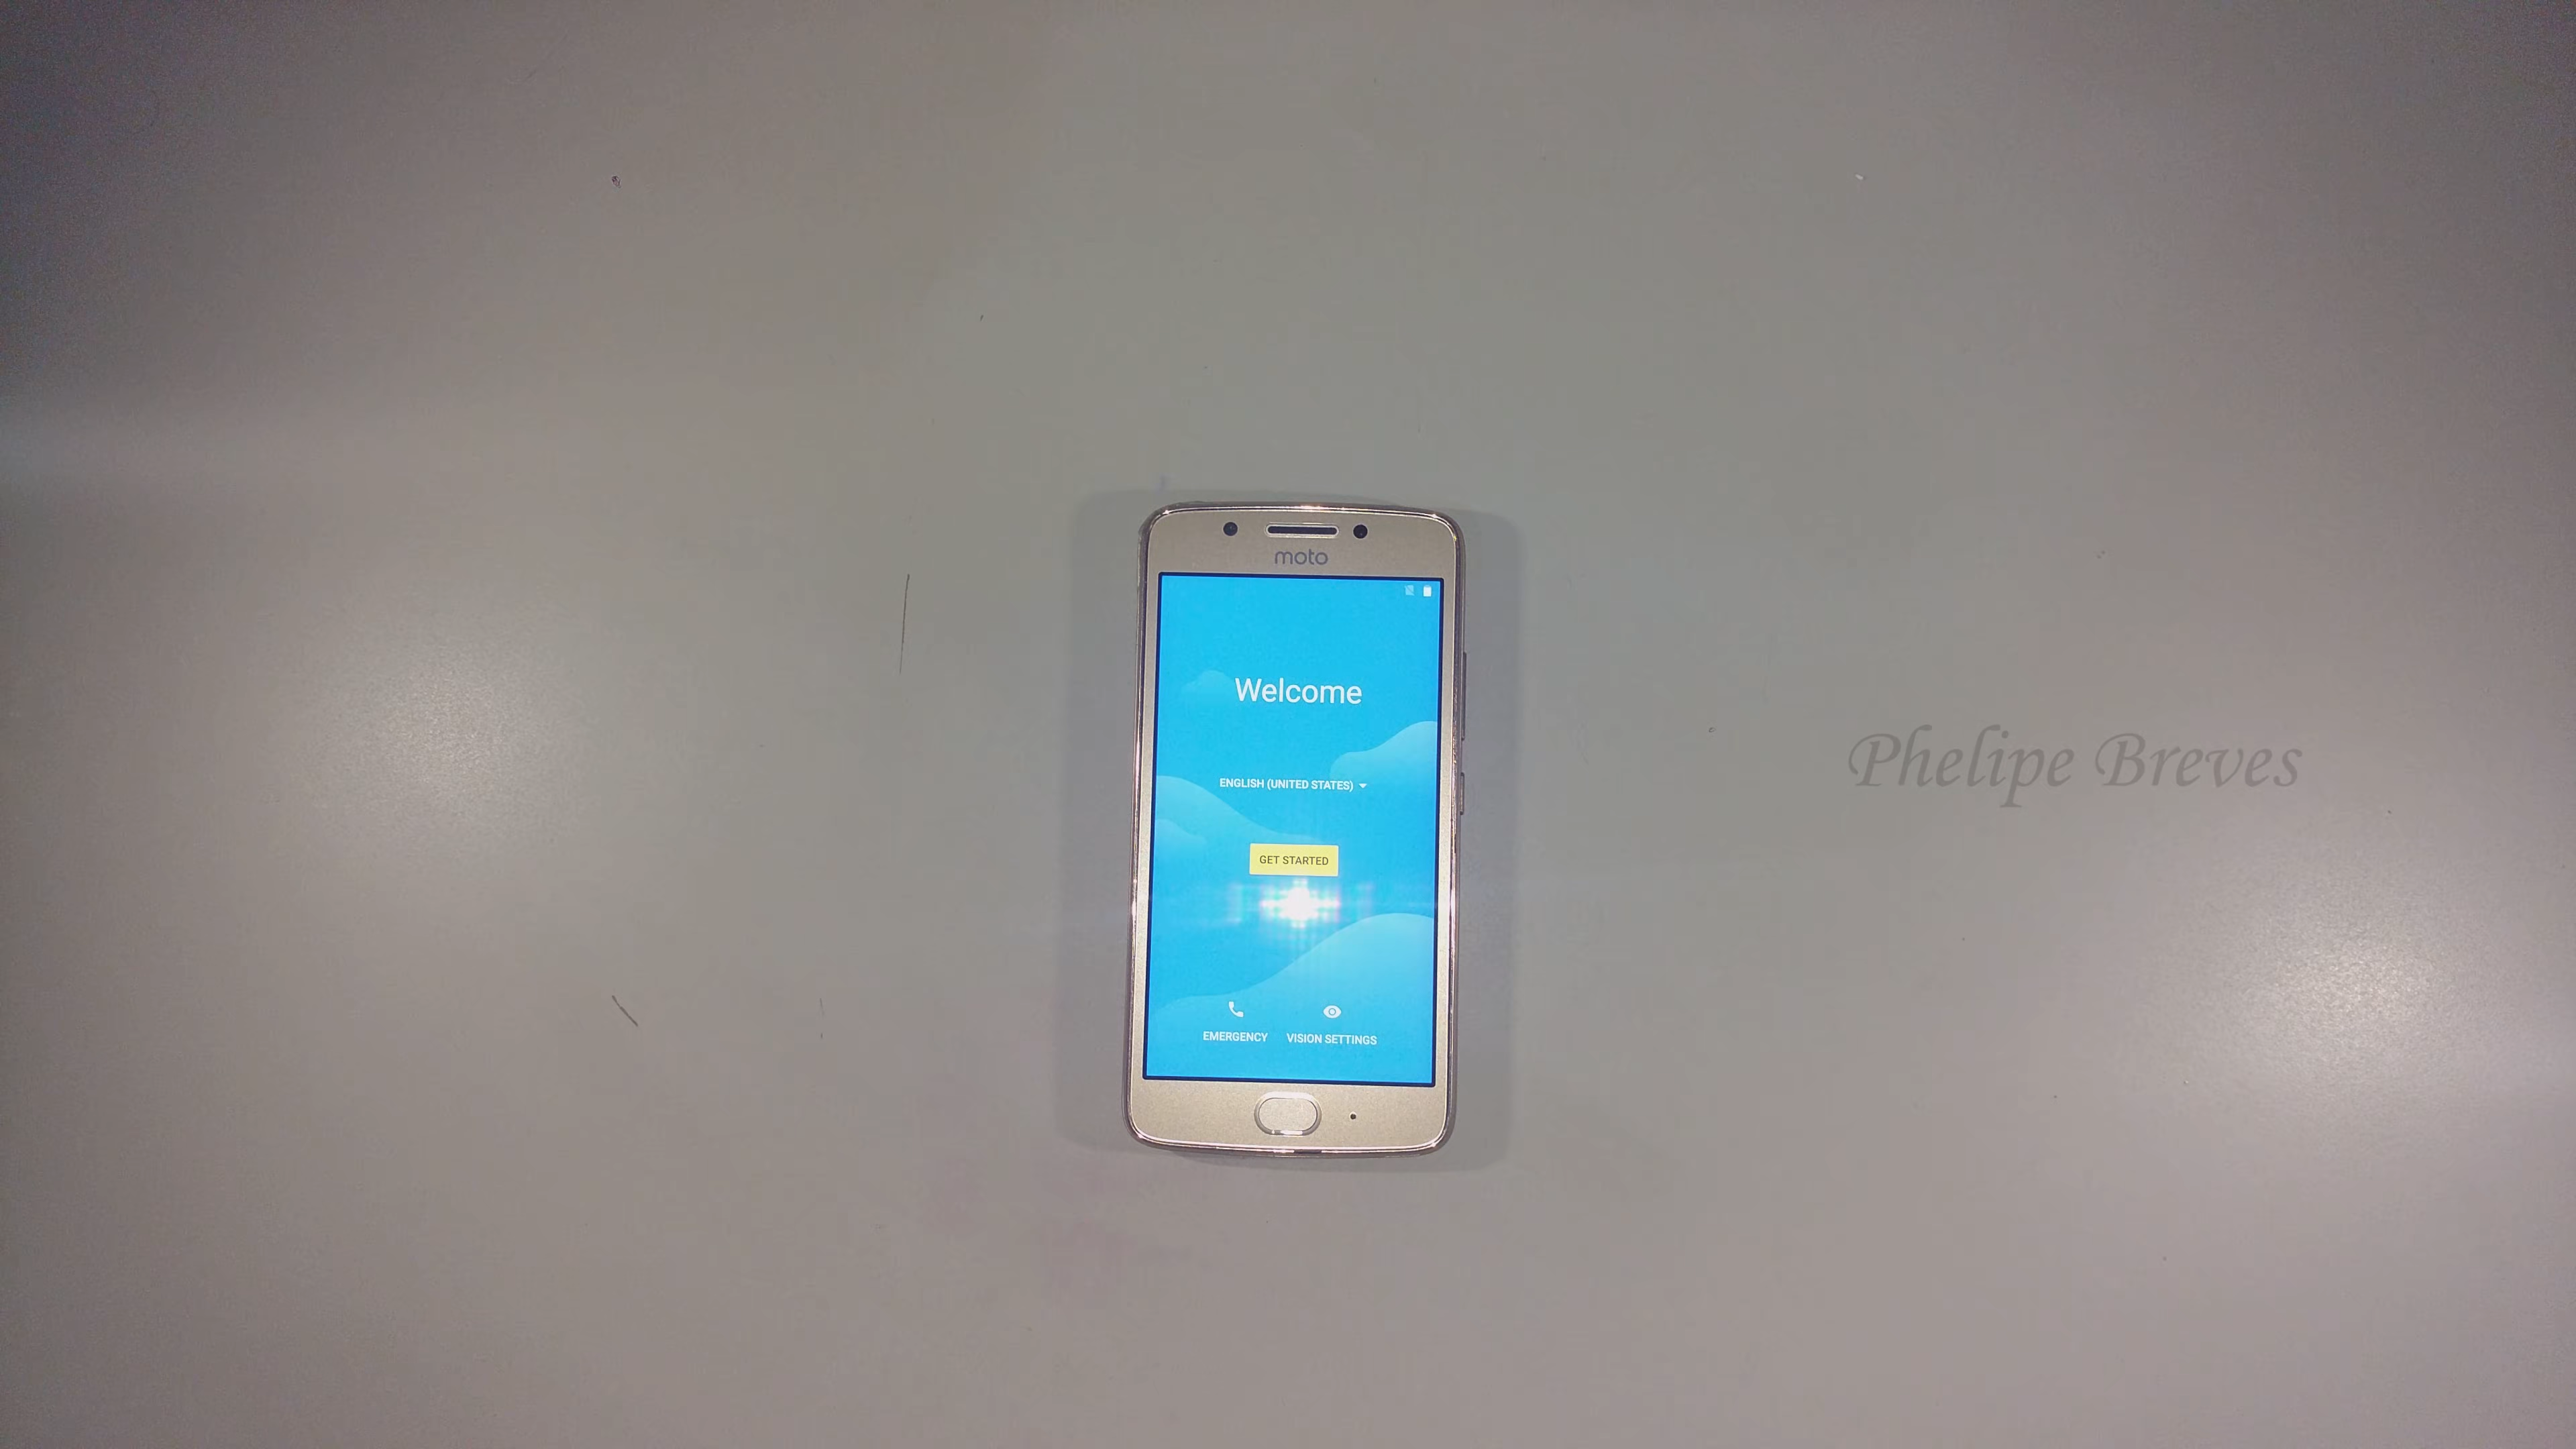 moto
Welcome
ENGLISH (UNITED STATES)
GET STARTED
EMERGENCY VISION SETTINGS
Phelipe Breves